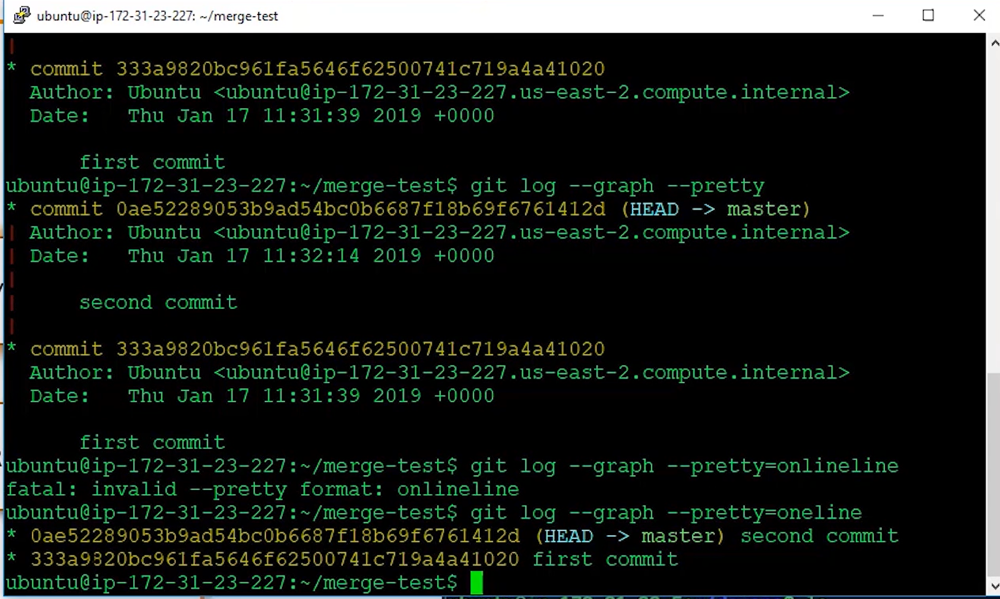 ubuntu@ip-172-31-23-227: ~/merge-test
|
* commit 333a9820bc961fa5646f62500741c719a4a41020
  Author: Ubuntu <ubuntu@ip-172-31-23-227.us-east-2.compute.internal>
  Date:   Thu Jan 17 11:31:39 2019 +0000
      first commit
ubuntu@ip-172-31-23-227:~/merge-test$ git log --graph --pretty
* commit 0ae52289053b9ad54bc0b6687f18b69f6761412d (HEAD -> master)
| Author: Ubuntu <ubuntu@ip-172-31-23-227.us-east-2.compute.internal>
| Date:   Thu Jan 17 11:32:14 2019 +0000
|
|     second commit
|
* commit 333a9820bc961fa5646f62500741c719a4a41020
  Author: Ubuntu <ubuntu@ip-172-31-23-227.us-east-2.compute.internal>
  Date:   Thu Jan 17 11:31:39 2019 +0000
      first commit
ubuntu@ip-172-31-23-227:~/merge-test$ git log --graph --pretty=onlineline
fatal: invalid --pretty format: onlineline
ubuntu@ip-172-31-23-227:~/merge-test$ git log --graph --pretty=oneline
* 0ae52289053b9ad54bc0b6687f18b69f6761412d (HEAD -> master) second commit
* 333a9820bc961fa5646f62500741c719a4a41020 first commit
ubuntu@ip-172-31-23-227:~/merge-test$